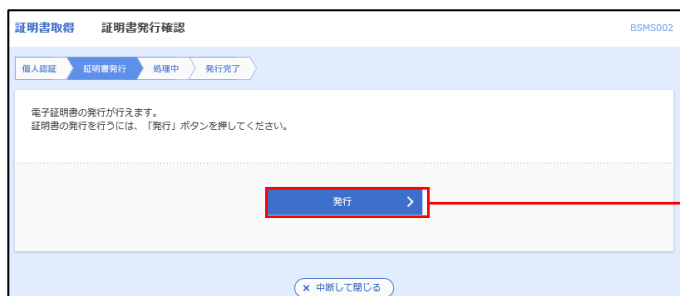 証明書取得 証明書発行確認 BSMS002
個人認証 証明書発行 処理中 発行完了
電子証明書の発行が行えます。
証明書の発行を行うには、「発行」ボタンを押してください。
発行
× 中断して閉じる